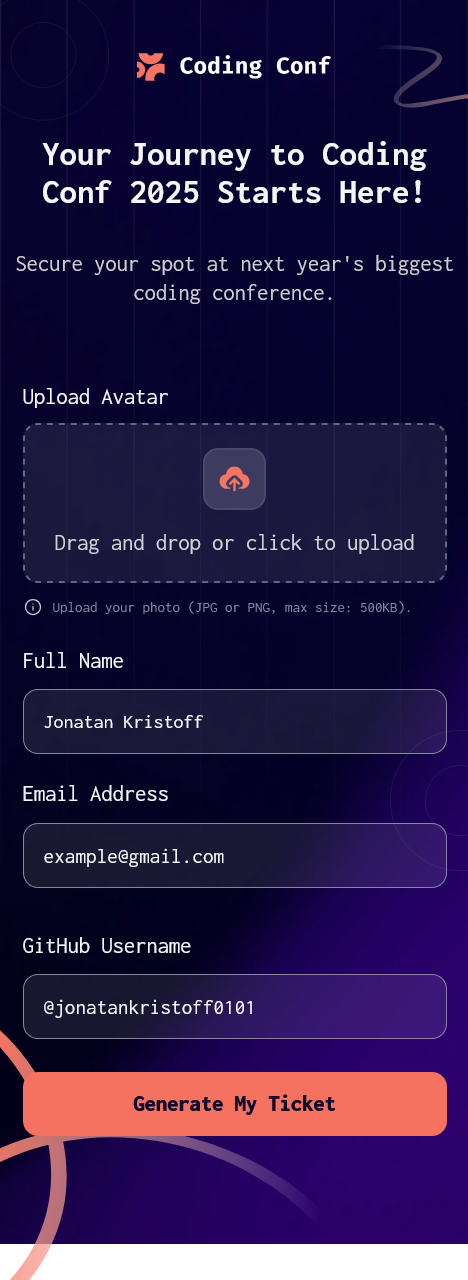 Coding Conf
Your Journey to Coding
Conf 2025 Starts Here!
Secure your spot at next year's biggest
coding conference.
Upload Avatar
Drag and drop or click to upload
Upload your photo (JPG or PNG, max size: 500KB).
Full Name
Jonatan Kristoff
Email Address
example@gmail.com
GitHub Username
@jonatankristoff0101
Generate My Ticket